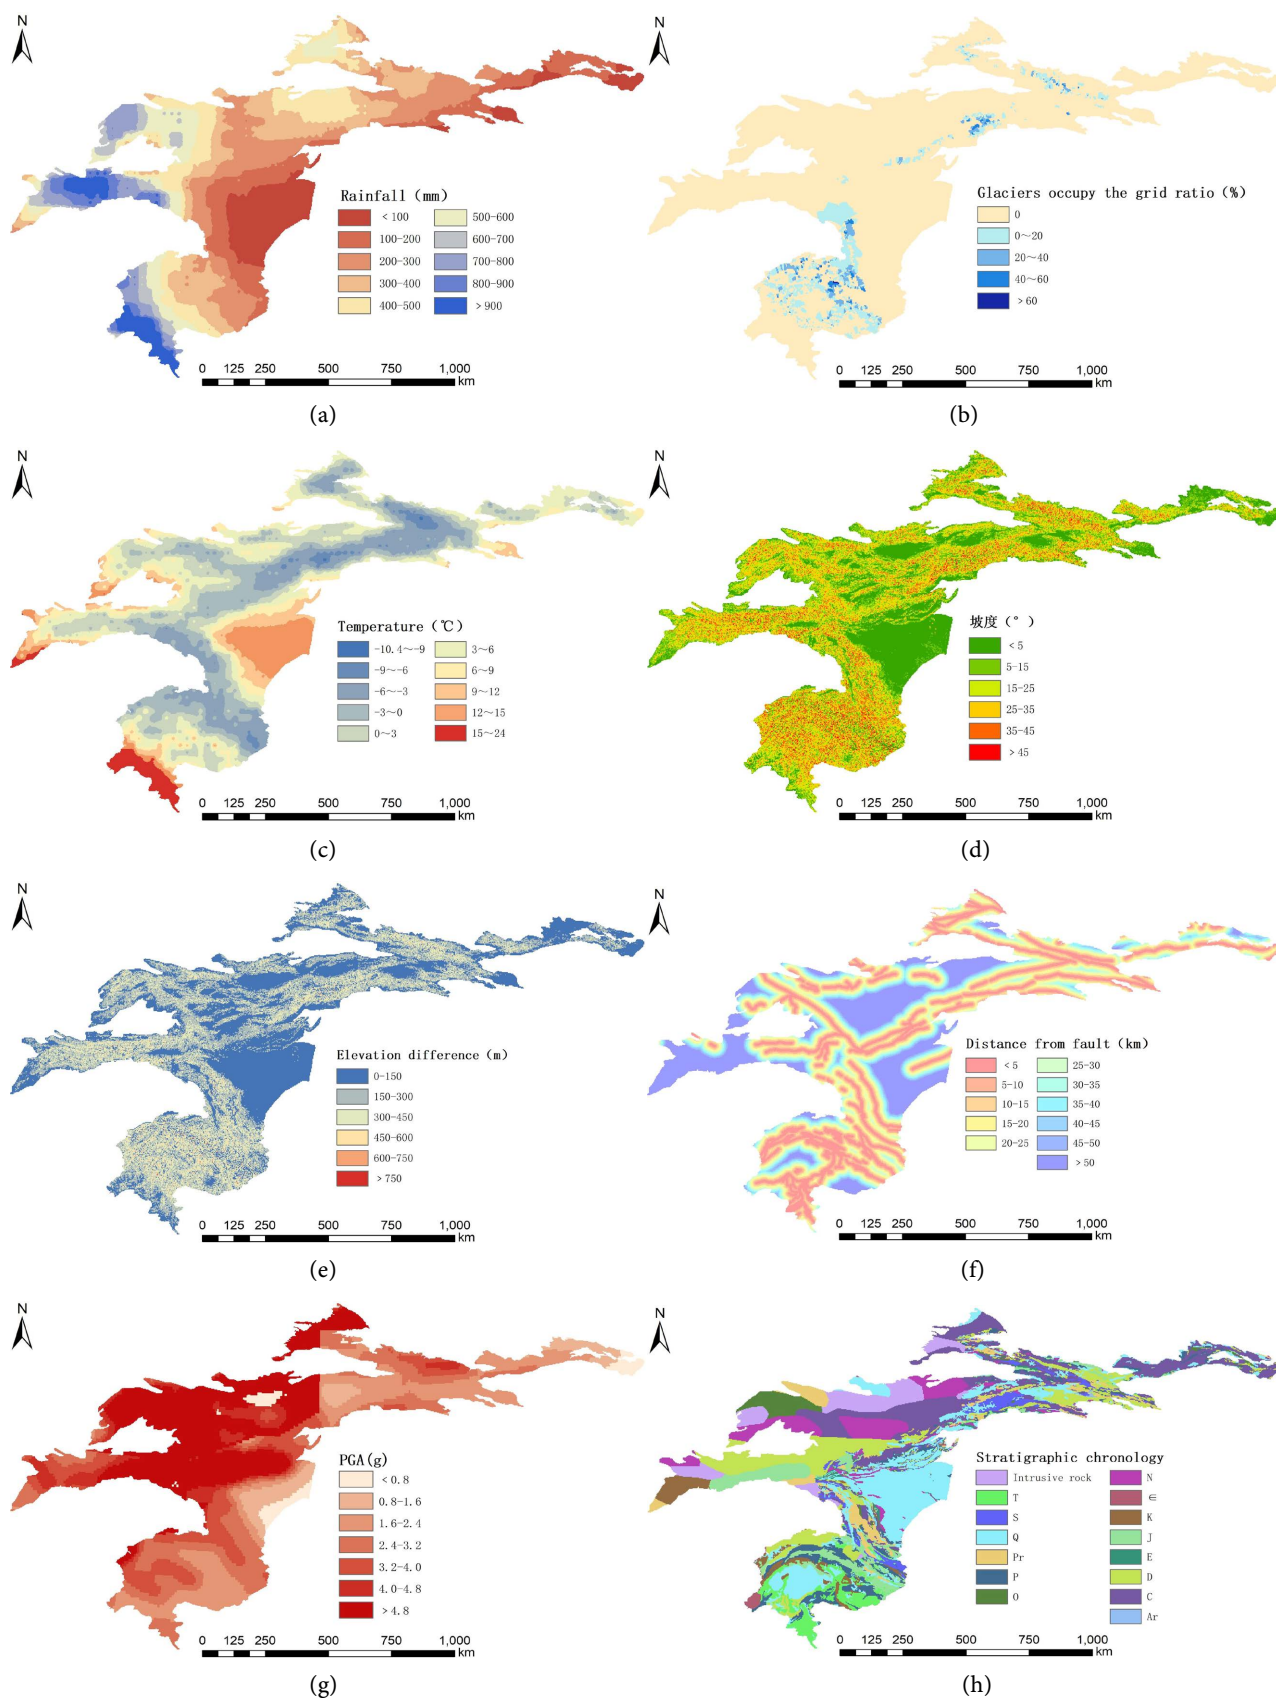 N
Rainfall (mm)
< 100 500-600
100-200 600-700
200-300 700-800
300-400 800-900
400-500 > 900
0 125 250 500 750 1,000
km
(a)
N
Glaciers occupy the grid ratio (%)
0
0～20
20～40
40～60
> 60
0 125 250 500 750 1,000
km
(b)
N
Temperature (℃)
-10.4～-9 3～6
-9～-6 6～9
-6～-3 9～12
-3～0 12～15
0～3 15～24
0 125 250 500 750 1,000
km
(c)
N
坡度 (°)
< 5
5-15
15-25
25-35
35-45
> 45
0 125 250 500 750 1,000
km
(d)
N
Elevation difference (m)
0-150
150-300
300-450
450-600
600-750
> 750
0 125 250 500 750 1,000
km
(e)
N
Distance from fault (km)
< 5 25-30
5-10 30-35
10-15 35-40
15-20 40-45
20-25 45-50
> 50
0 125 250 500 750 1,000
km
(f)
N
PGA(g)
< 0.8
0.8-1.6
1.6-2.4
2.4-3.2
3.2-4.0
4.0-4.8
> 4.8
0 125 250 500 750 1,000
km
(g)
N
Stratigraphic chronology
Intrusive rock N
T ∈
S K
Q J
Pr E
P D
O C
Ar
0 125 250 500 750 1,000
km
(h)